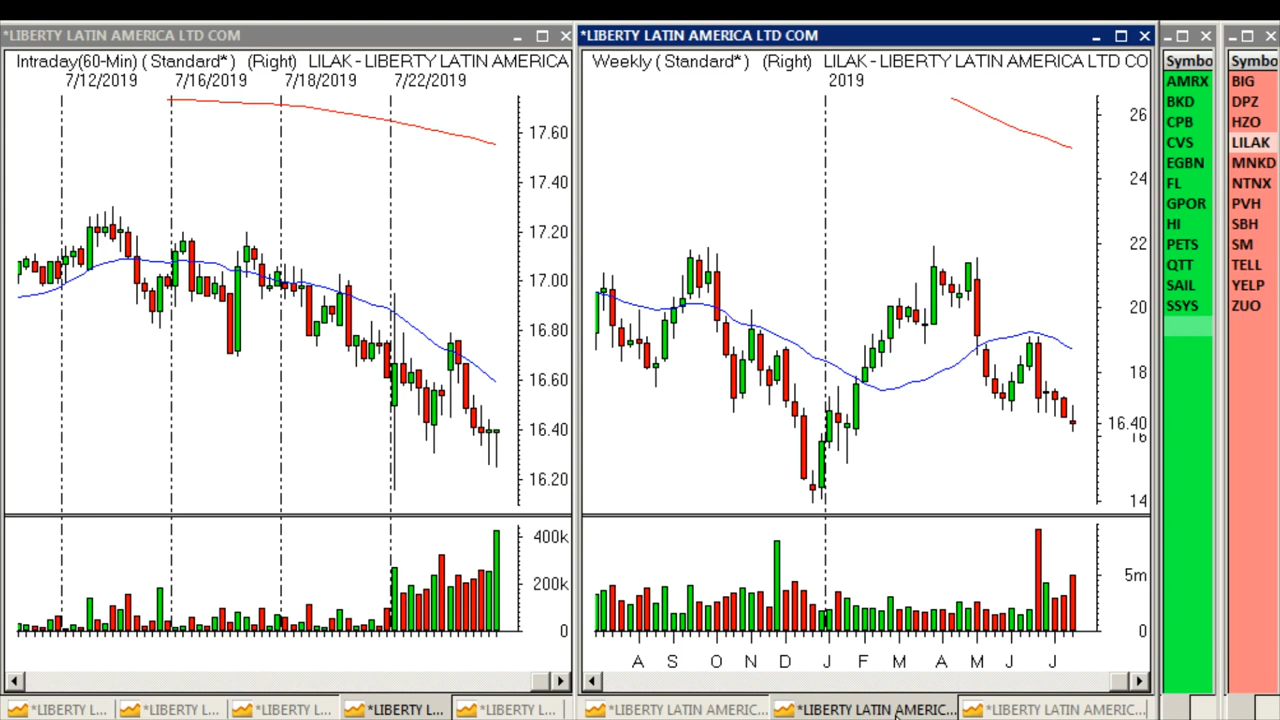 *LIBERTY LATIN AMERICA LTD COM
Intraday(60-Min) ( Standard* ) (Right) LILAK - LIBERTY LATIN AMERICA
7/12/2019 7/16/2019 7/18/2019 7/22/2019
17.60
17.40
17.20
17.00
16.80
16.60
16.40
16.20
400k
200k
0
*LIBERTY L... *LIBERTY L... *LIBERTY L... *LIBERTY L... *LIBERTY L...
*LIBERTY LATIN AMERICA LTD COM
Weekly ( Standard* ) (Right) LILAK - LIBERTY LATIN AMERICA LTD CO
2019
26
24
22
20
18
16.40
16
14
5m
0
A S O N D J F M A M J J
*LIBERTY LATIN AMERIC... *LIBERTY LATIN AMERIC... *LIBERTY LATIN AMERIC...
Symbo
AMRX
BKD
CPB
CVS
EGBN
FL
GPOR
HI
PETS
QTT
SAIL
SSYS
Symbo
BIG
DPZ
HZO
LILAK
MNKD
NTNX
PVH
SBH
SM
TELL
YELP
ZUO